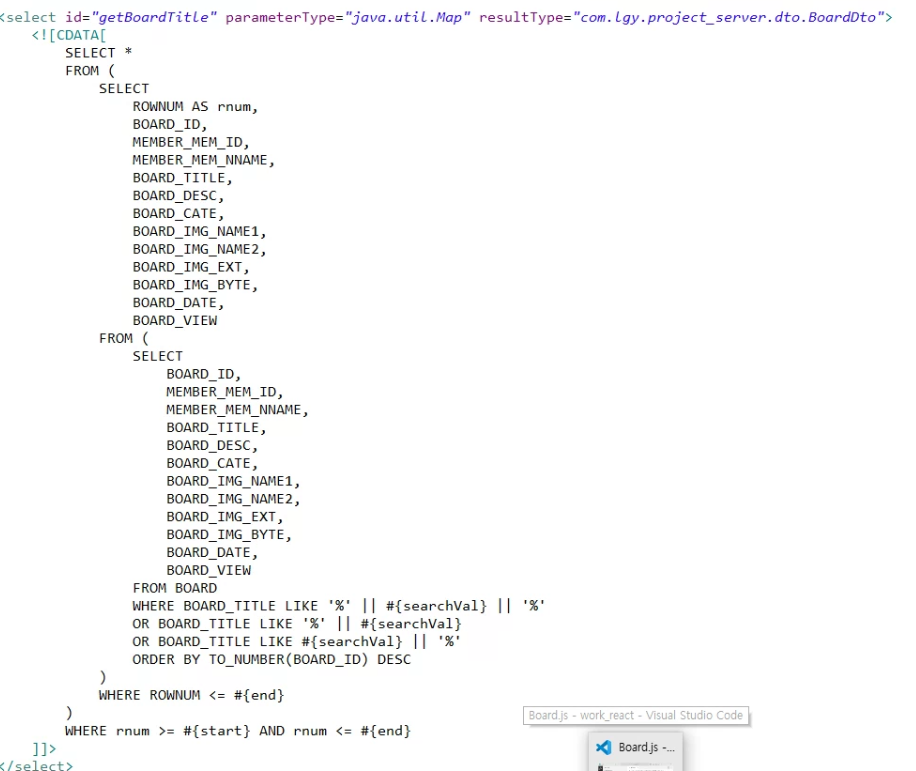 <select id="getBoardTitle" parameterType="java.util.Map" resultType="com.lgy.project_server.dto.BoardDto">
    <![CDATA[
        SELECT *
        FROM (
            SELECT
                ROWNUM AS rnum,
                BOARD_ID,
                MEMBER_MEM_ID,
                MEMBER_MEM_NNAME,
                BOARD_TITLE,
                BOARD_DESC,
                BOARD_CATE,
                BOARD_IMG_NAME1,
                BOARD_IMG_NAME2,
                BOARD_IMG_EXT,
                BOARD_IMG_BYTE,
                BOARD_DATE,
                BOARD_VIEW
            FROM (
                SELECT
                    BOARD_ID,
                    MEMBER_MEM_ID,
                    MEMBER_MEM_NNAME,
                    BOARD_TITLE,
                    BOARD_DESC,
                    BOARD_CATE,
                    BOARD_IMG_NAME1,
                    BOARD_IMG_NAME2,
                    BOARD_IMG_EXT,
                    BOARD_IMG_BYTE,
                    BOARD_DATE,
                    BOARD_VIEW
                FROM BOARD
                WHERE BOARD_TITLE LIKE '%' || #{searchVal} || '%'
                OR BOARD_TITLE LIKE '%' || #{searchVal}
                OR BOARD_TITLE LIKE #{searchVal} || '%'
                ORDER BY TO_NUMBER(BOARD_ID) DESC
            )
            WHERE ROWNUM <= #{end}
        )
        WHERE rnum >= #{start} AND rnum <= #{end}
    ]]>
</select>
Board.js - work_react - Visual Studio Code
Board.js -...